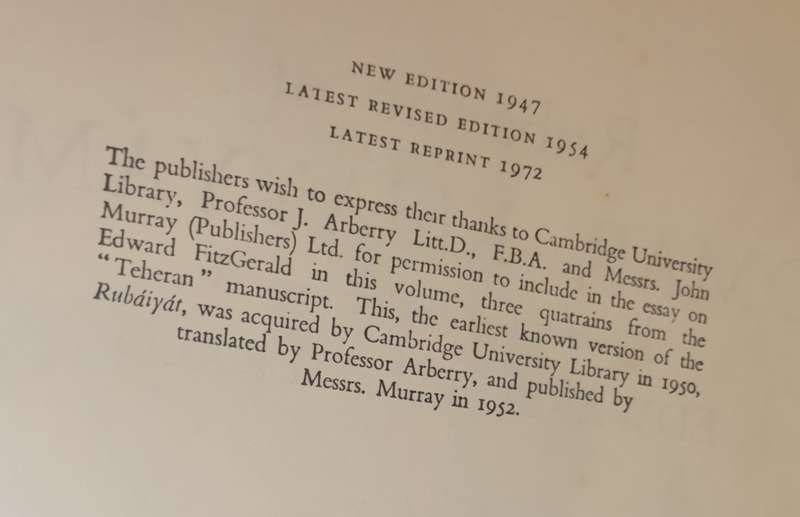 NEW EDITION 1947
LATEST REVISED EDITION 1954
LATEST REPRINT 1972
The publishers wish to express their thanks to Cambridge University
Library, Professor J. Arberry Litt.D., F.B.A. and Messrs. John
Murray (Publishers) Ltd. for permission to include in the essay on
Edward FitzGerald in this volume, three quatrains from the
“Teheran” manuscript. This, the earliest known version of the
Rubáiyát, was acquired by Cambridge University Library in 1950,
translated by Professor Arberry, and published by
Messrs. Murray in 1952.